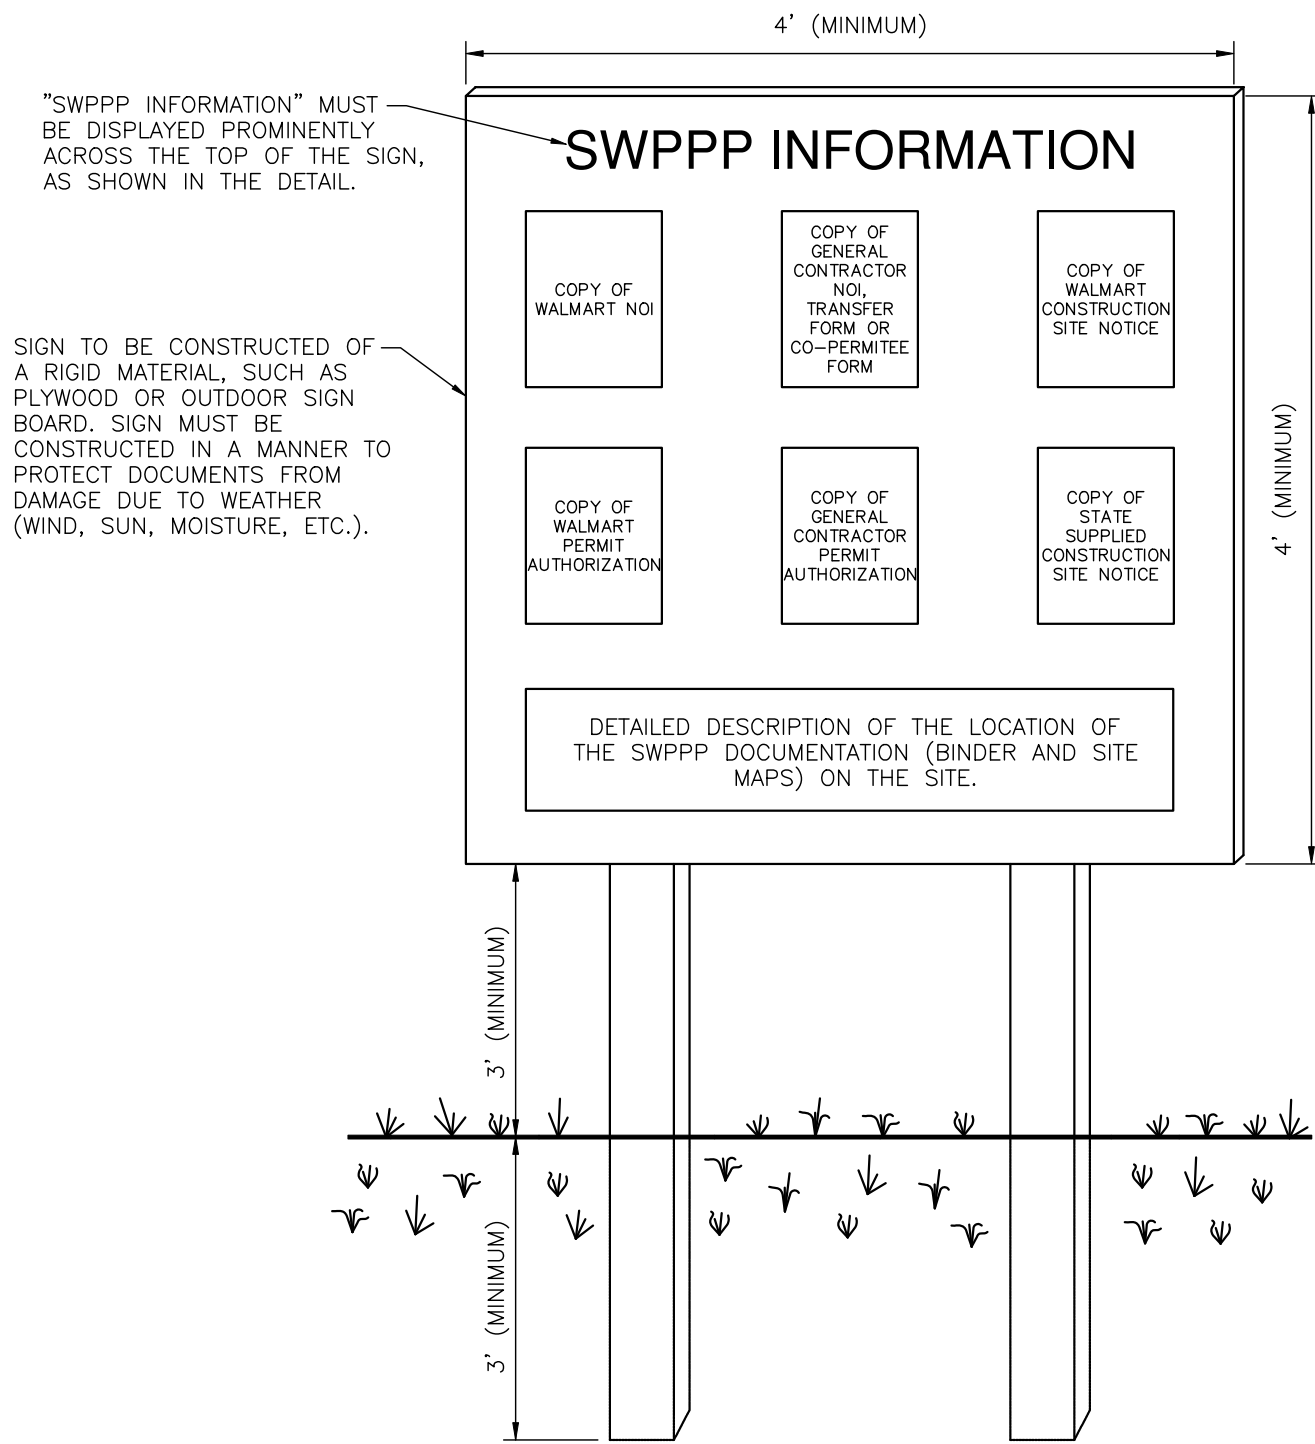 4' (MINIMUM)
"SWPPP INFORMATION" MUST
BE DISPLAYED PROMINENTLY
ACROSS THE TOP OF THE SIGN,
AS SHOWN IN THE DETAIL.
SWPPP INFORMATION
COPY OF
WALMART NOI
COPY OF
GENERAL
CONTRACTOR
NOI,
TRANSFER
FORM OR
CO-PERMITEE
FORM
COPY OF
WALMART
CONSTRUCTION
SITE NOTICE
SIGN TO BE CONSTRUCTED OF
A RIGID MATERIAL, SUCH AS
PLYWOOD OR OUTDOOR SIGN
BOARD. SIGN MUST BE
CONSTRUCTED IN A MANNER TO
PROTECT DOCUMENTS FROM
DAMAGE DUE TO WEATHER
(WIND, SUN, MOISTURE, ETC.).
4' (MINIMUM)
COPY OF
WALMART
PERMIT
AUTHORIZATION
COPY OF
GENERAL
CONTRACTOR
PERMIT
AUTHORIZATION
COPY OF
STATE
SUPPLIED
CONSTRUCTION
SITE NOTICE
DETAILED DESCRIPTION OF THE LOCATION OF
THE SWPPP DOCUMENTATION (BINDER AND SITE
MAPS) ON THE SITE.
3' (MINIMUM)
3' (MINIMUM)